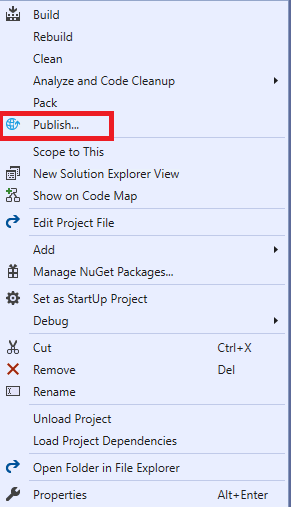 Build
Rebuild
Clean
Analyze and Code Cleanup
Pack
Publish...
Scope to This
New Solution Explorer View
Show on Code Map
Edit Project File
Add
Manage NuGet Packages...
Set as StartUp Project
Debug
Cut Ctrl+X
Remove Del
Rename
Unload Project
Load Project Dependencies
Open Folder in File Explorer
Properties Alt+Enter